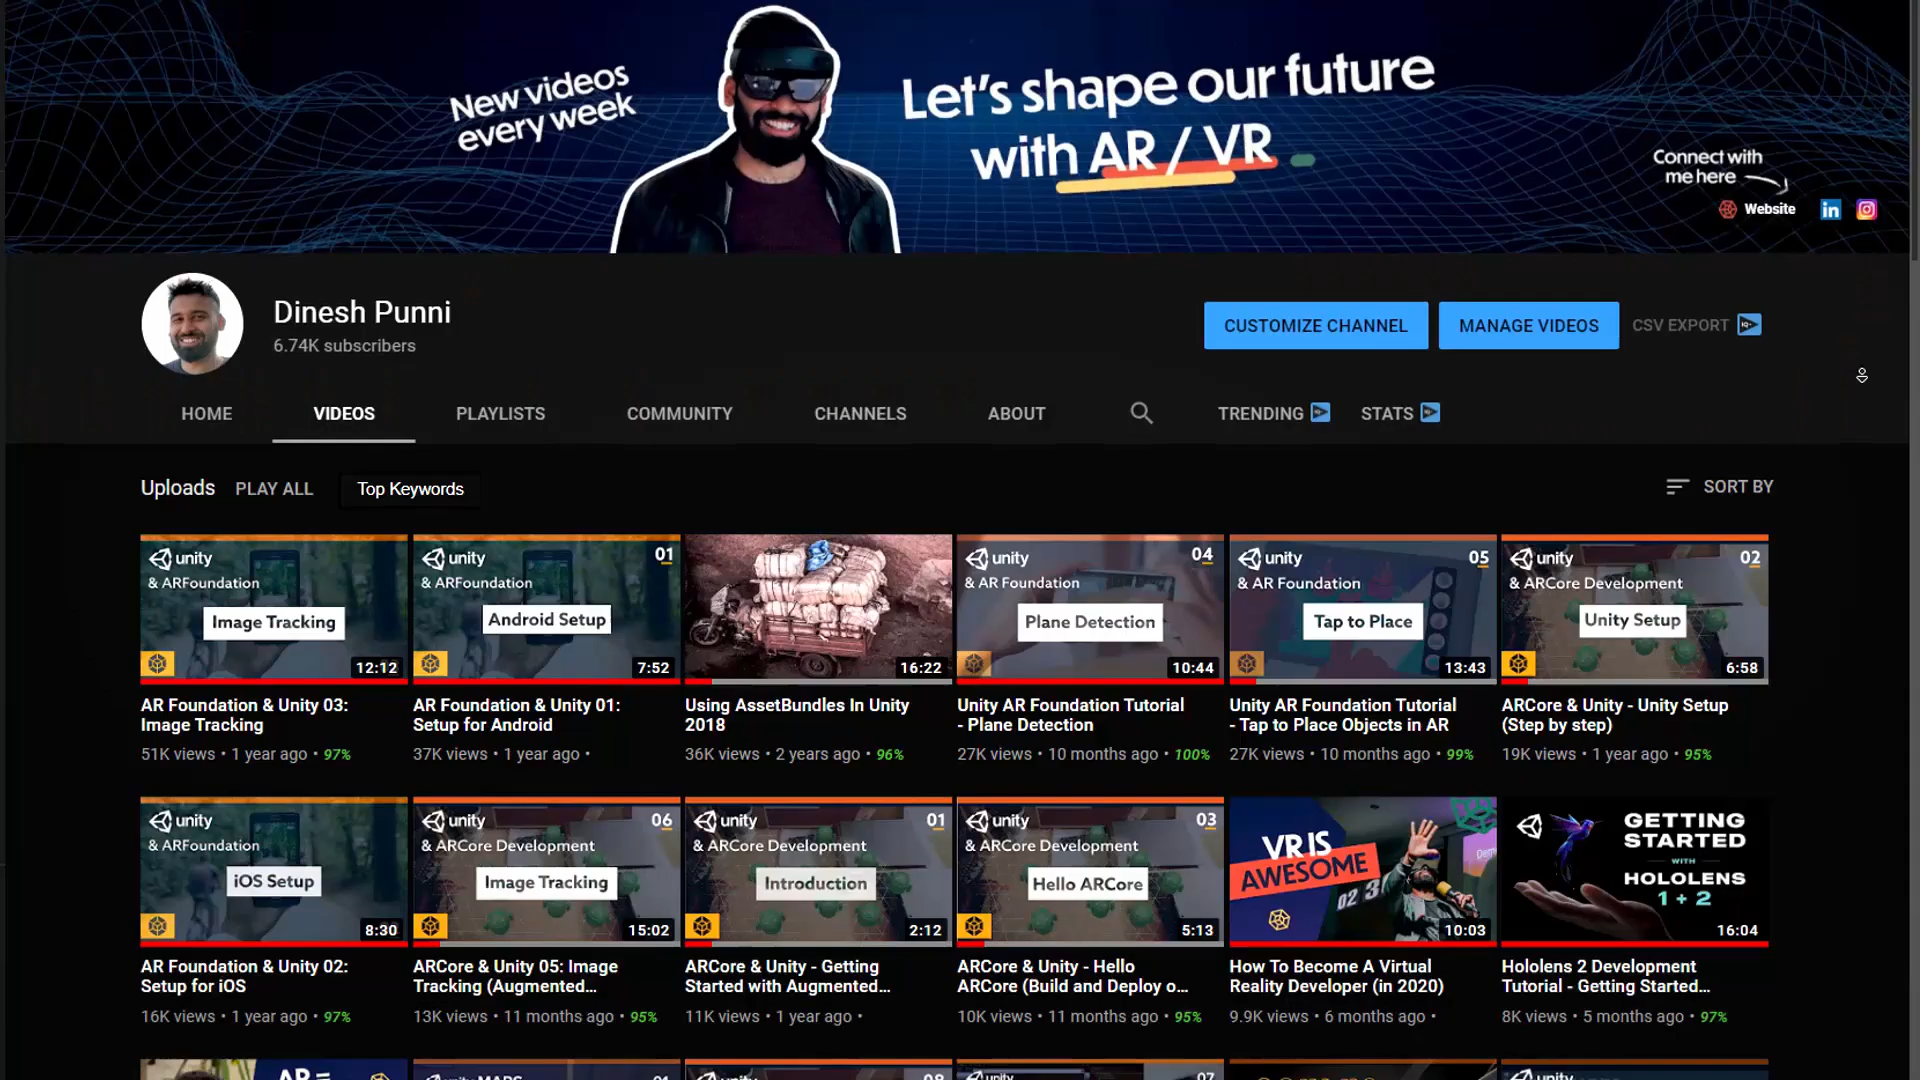 New videos
every week
Let's shape our future
with AR / VR
Connect with
me here
Website
in
Dinesh Punni
6.74K subscribers
CUSTOMIZE CHANNEL
MANAGE VIDEOS
CSV EXPORT
HOME
VIDEOS
PLAYLISTS
COMMUNITY
CHANNELS
ABOUT
TRENDING
STATS
Uploads
PLAY ALL
Top Keywords
SORT BY
unity
& ARFoundation
Image Tracking
12:12
AR Foundation & Unity 03:
Image Tracking
51K views • 1 year ago • 97%
unity
01
& ARFoundation
Android Setup
7:52
AR Foundation & Unity 01:
Setup for Android
37K views • 1 year ago •
16:22
Using AssetBundles In Unity
2018
36K views • 2 years ago • 96%
unity
04
& AR Foundation
Plane Detection
10:44
Unity AR Foundation Tutorial
- Plane Detection
27K views • 10 months ago • 100%
unity
05
& AR Foundation
Tap to Place
13:43
Unity AR Foundation Tutorial
- Tap to Place Objects in AR
27K views • 10 months ago • 99%
unity
02
& ARCore Development
Unity Setup
6:58
ARCore & Unity - Unity Setup
(Step by step)
19K views • 1 year ago • 95%
unity
& ARFoundation
iOS Setup
8:30
AR Foundation & Unity 02:
Setup for iOS
16K views • 1 year ago • 97%
unity
06
& ARCore Development
Image Tracking
15:02
ARCore & Unity 05: Image
Tracking (Augmented...
13K views • 11 months ago • 95%
unity
01
& ARCore Development
Introduction
2:12
ARCore & Unity - Getting
Started with Augmented...
11K views • 1 year ago •
unity
03
& ARCore Development
Hello ARCore
5:13
ARCore & Unity - Hello
ARCore (Build and Deploy o...
10K views • 11 months ago • 95%
VR IS
AWESOME
02 3
10:03
How To Become A Virtual
Reality Developer (in 2020)
9.9K views • 6 months ago •
GETTING
STARTED
WITH
HOLOLENS
1 + 2
16:04
Hololens 2 Development
Tutorial - Getting Started...
8K views • 5 months ago • 97%